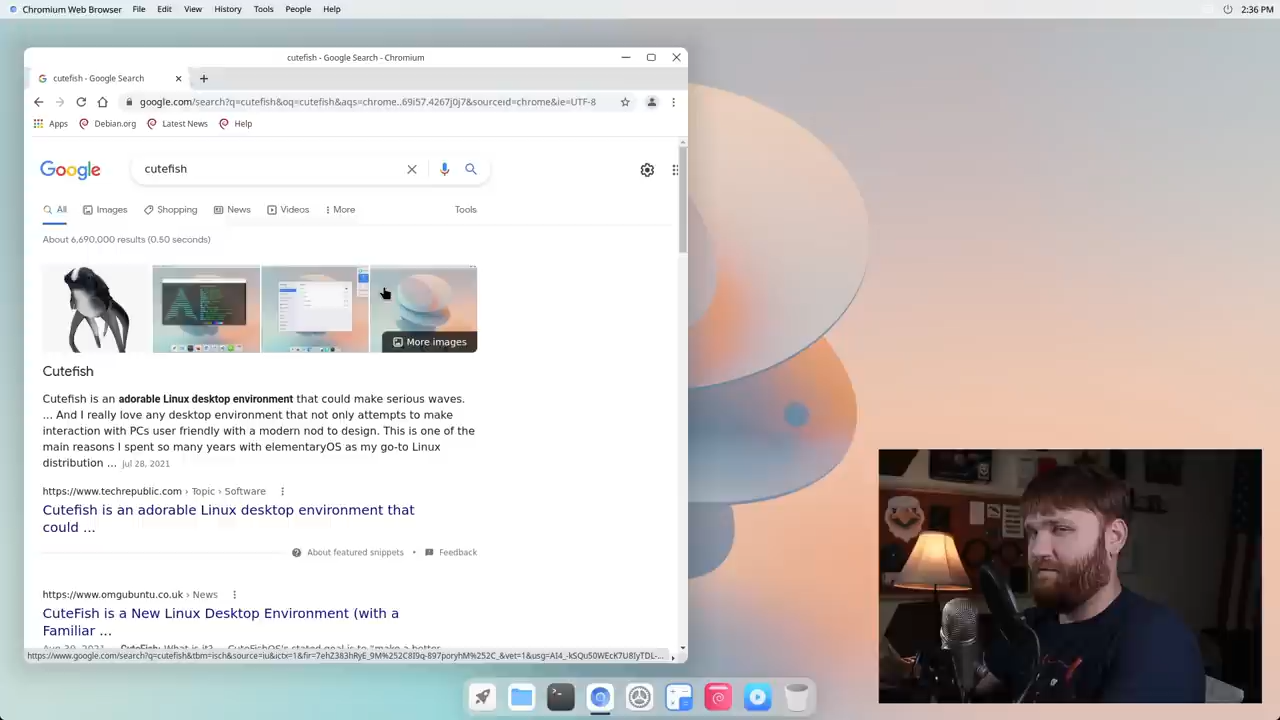 Chromium Web Browser File Edit View History Tools People Help 2:36 PM
cutefish - Google Search - Chromium
cutefish - Google Search
google.com/search?q=cutefish&oq=cutefish&aqs=chrome..69i57.4267j0j7&sourceid=chrome&ie=UTF-8
Apps Debian.org Latest News Help
Google cutefish
All Images Shopping News Videos More Tools
About 6,690,000 results (0.50 seconds)
More images
Cutefish
Cutefish is an adorable Linux desktop environment that could make serious waves.
... And I really love any desktop environment that not only attempts to make
interaction with PCs user friendly with a modern nod to design. This is one of the
main reasons I spent so many years with elementaryOS as my go-to Linux
distribution ... Jul 28, 2021
https://www.techrepublic.com › Topic › Software
Cutefish is an adorable Linux desktop environment that
could ...
About featured snippets • Feedback
https://www.omgubuntu.co.uk › News
CuteFish is a New Linux Desktop Environment (with a
Familiar ...